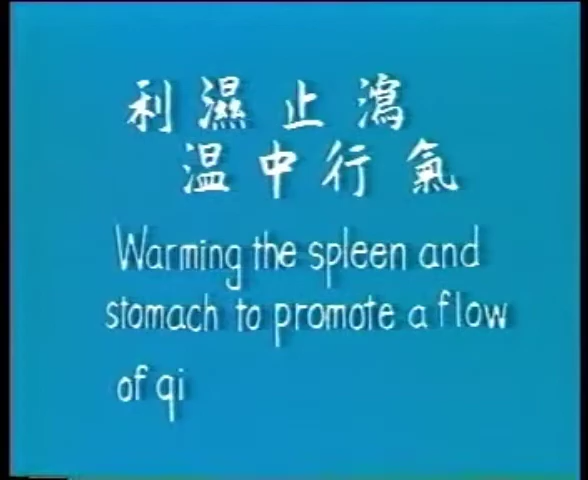 利濕止瀉
温中行氣
Warming the spleen and
stomach to promote a flow
of qi